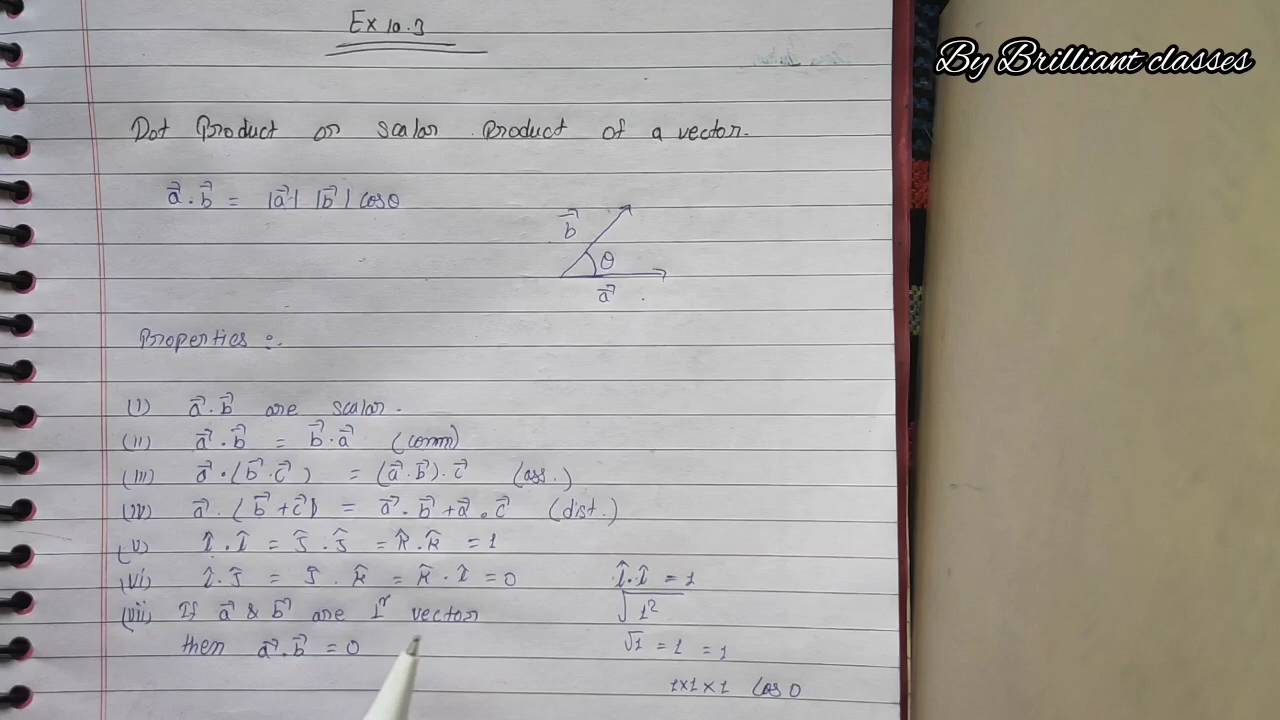 Ex 10.3
By Brilliant classes
Dot Product or scalar product of a vector.
a⃗ . b⃗ = |a⃗| |b⃗| cosθ
b⃗
θ
a⃗
Properties :-
(i) a⃗ . b⃗ are scalar.
(ii) a⃗ . b⃗ = b⃗ . a⃗ (comm)
(iii) a⃗ . (b⃗ . c⃗) = (a⃗ . b⃗) . c⃗ (ass.)
(iv) a⃗ . (b⃗ + c⃗) = a⃗ . b⃗ + a⃗ . c⃗ (dist.)
(v) î . î = ĵ . ĵ = k̂ . k̂ = 1
(vi) î . ĵ = ĵ . k̂ = k̂ . î = 0
î . î = 1
(vii) If a⃗ & b⃗ are ⊥r vector
√1²
then a⃗ . b⃗ = 0
√1 = 1 = 1
1×1×1 cos 0